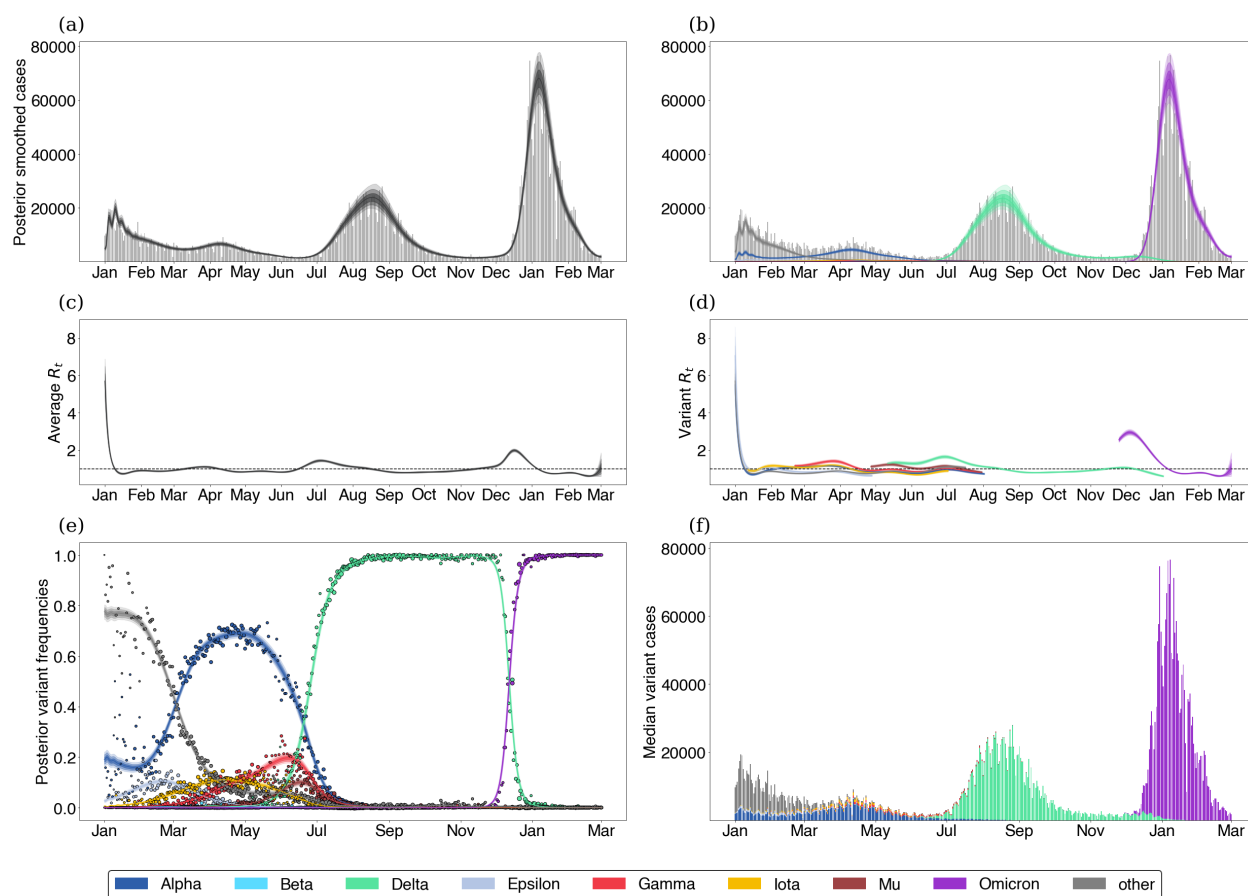 (a)
Posterior smoothed cases
80000
60000
40000
20000
Jan Feb Mar Apr May Jun Jul Aug Sep Oct Nov Dec Jan Feb Mar
(b)
80000
60000
40000
20000
Jan Feb Mar Apr May Jun Jul Aug Sep Oct Nov Dec Jan Feb Mar
(c)
Average Rt
8
6
4
2
Jan Feb Mar Apr May Jun Jul Aug Sep Oct Nov Dec Jan Feb Mar
(d)
Variant Rt
8
6
4
2
Jan Feb Mar Apr May Jun Jul Aug Sep Oct Nov Dec Jan Feb Mar
(e)
Posterior variant frequencies
1.0
0.8
0.6
0.4
0.2
0.0
Jan Mar May Jul Sep Nov Jan Mar
(f)
Median variant cases
80000
60000
40000
20000
Jan Mar May Jul Sep Nov Jan Mar
Alpha Beta Delta Epsilon Gamma Iota Mu Omicron other